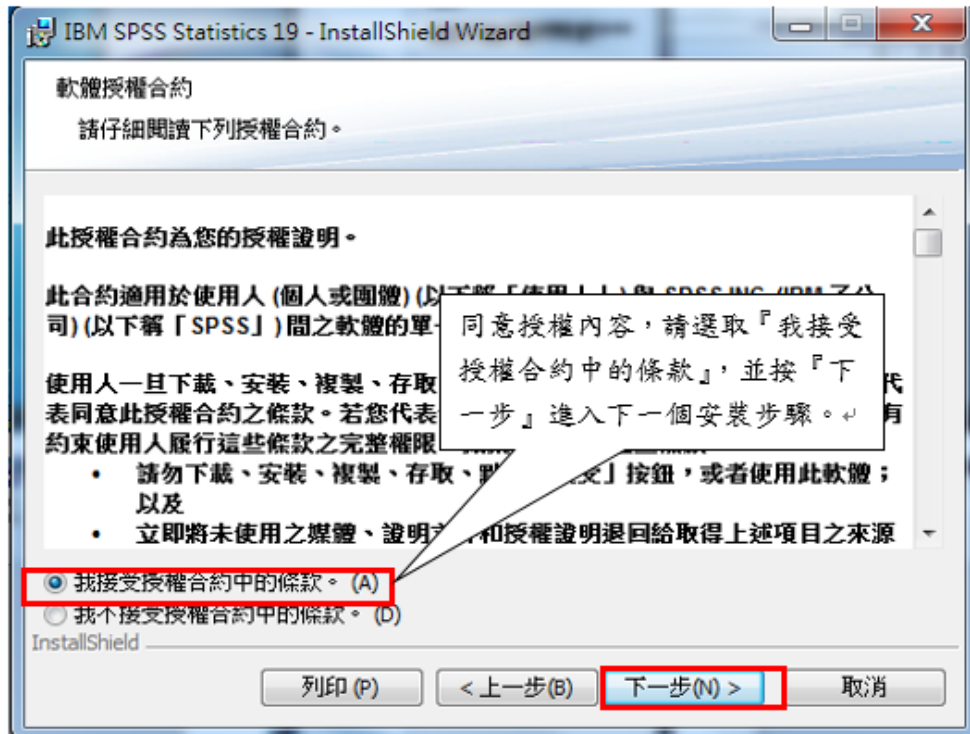 IBM SPSS Statistics 19 - InstallShield Wizard
軟體授權合約
請仔細閱讀下列授權合約。
此授權合約為您的授權證明。
此合約適用於使用人 (個人或團體) (以下稱「使用人」) 與 SPSS INC. (IBM 子公
司) (以下稱「SPSS」) 間之軟體的單
使用人一旦下載、安裝、複製、存取 代
表同意此授權合約之條款。若您代表 有
約束使用人履行這些條款之完整權限
• 請勿下載、安裝、複製、存取、 」按鈕，或者使用此軟體；
以及
• 立即將未使用之媒體、證明 和授權證明退回給取得上述項目之來源
同意授權內容，請選取『我接受
授權合約中的條款』，並按『下
一步』進入下一個安裝步驟。↵
我接受授權合約中的條款。(A)
我不接受授權合約中的條款。(D)
InstallShield
列印 (P)
< 上一步(B)
下一步(N) >
取消